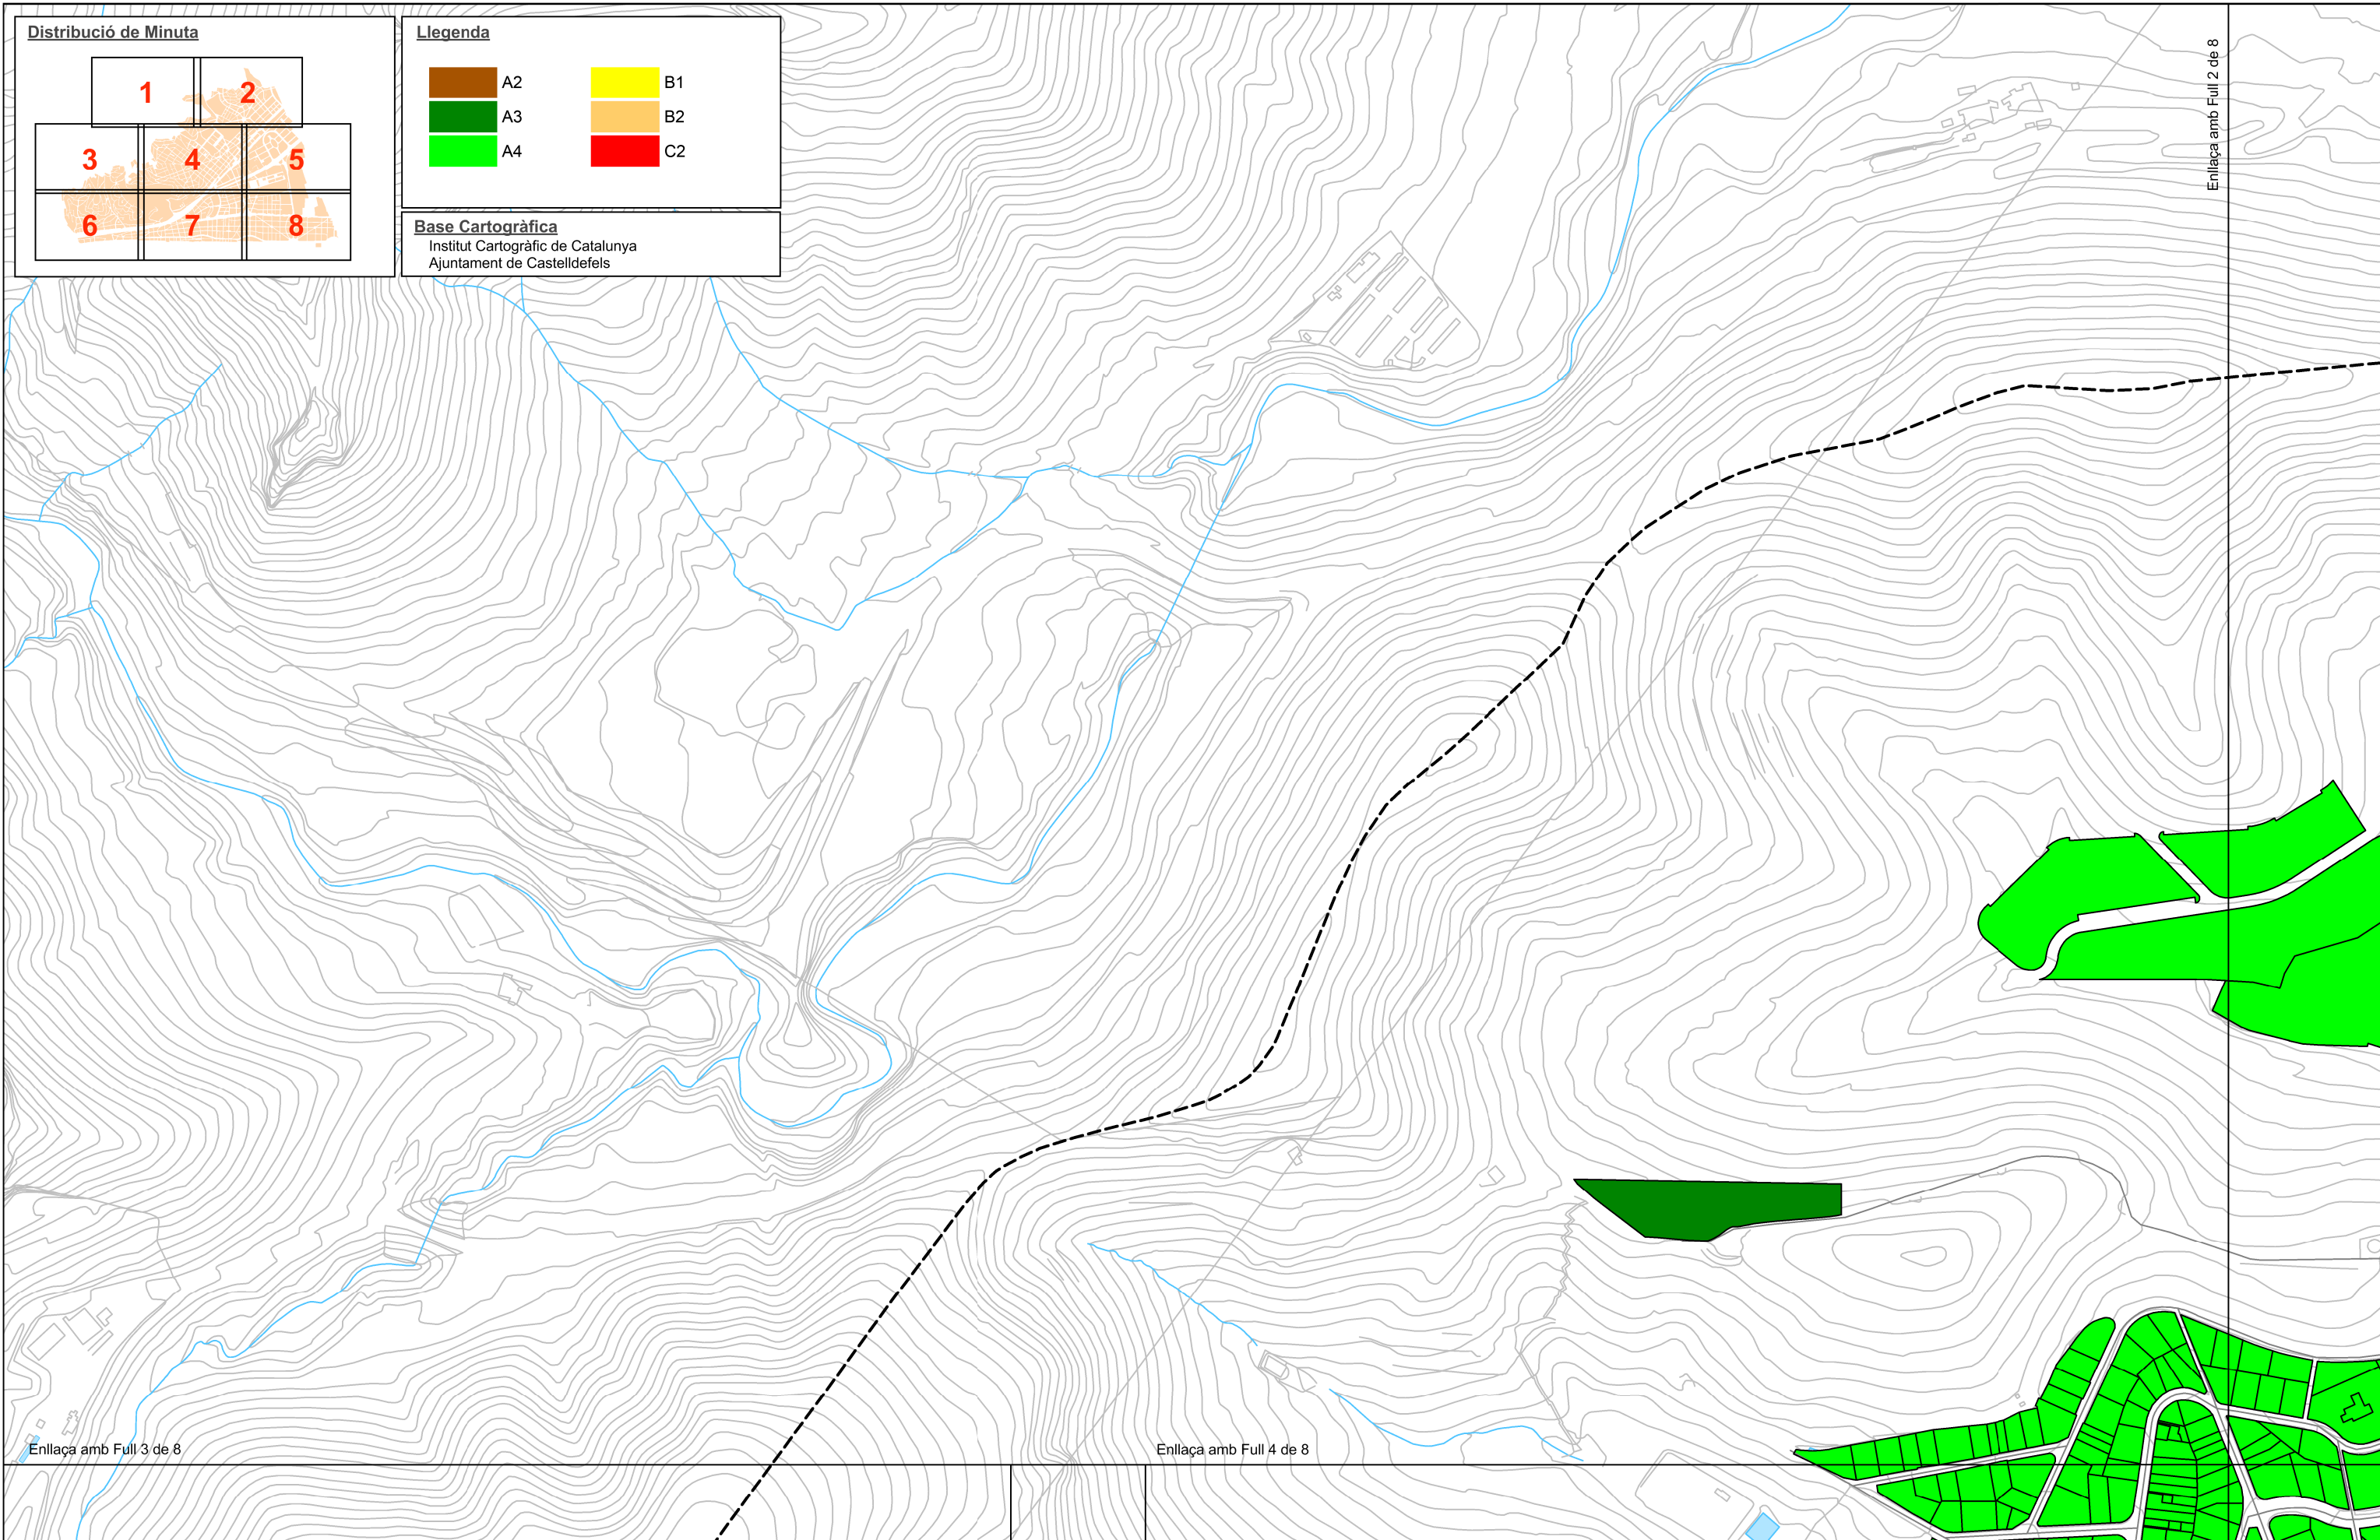 Distribució de Minuta
1
2
3
4
5
6
7
8
Llegenda
A2
B1
A3
B2
A4
C2
Base Cartogràfica
Institut Cartogràfic de Catalunya
Ajuntament de Castelldefels
Enllaça amb Full 2 de 8
Enllaça amb Full 3 de 8
Enllaça amb Full 4 de 8